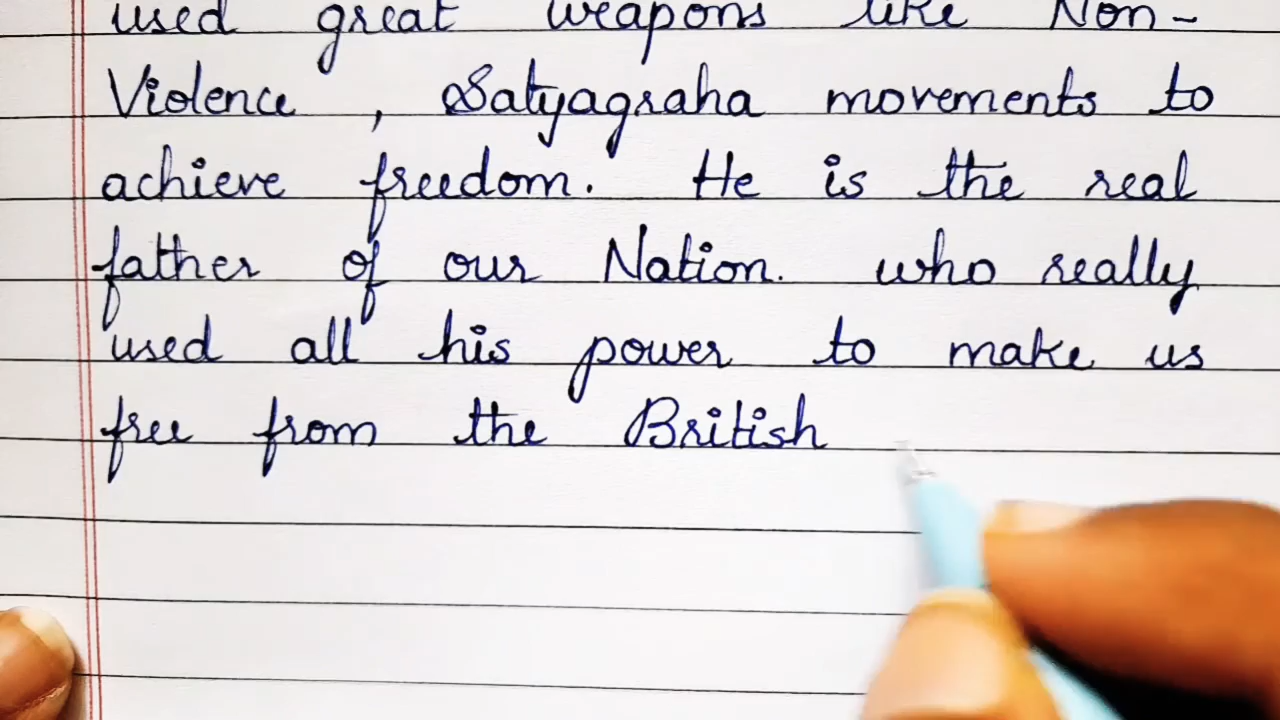 used great weapons like Non-
Violence , Satyagraha movements to
achieve freedom. He is the real
father of our Nation. who really
used all his power to make us
free from the British